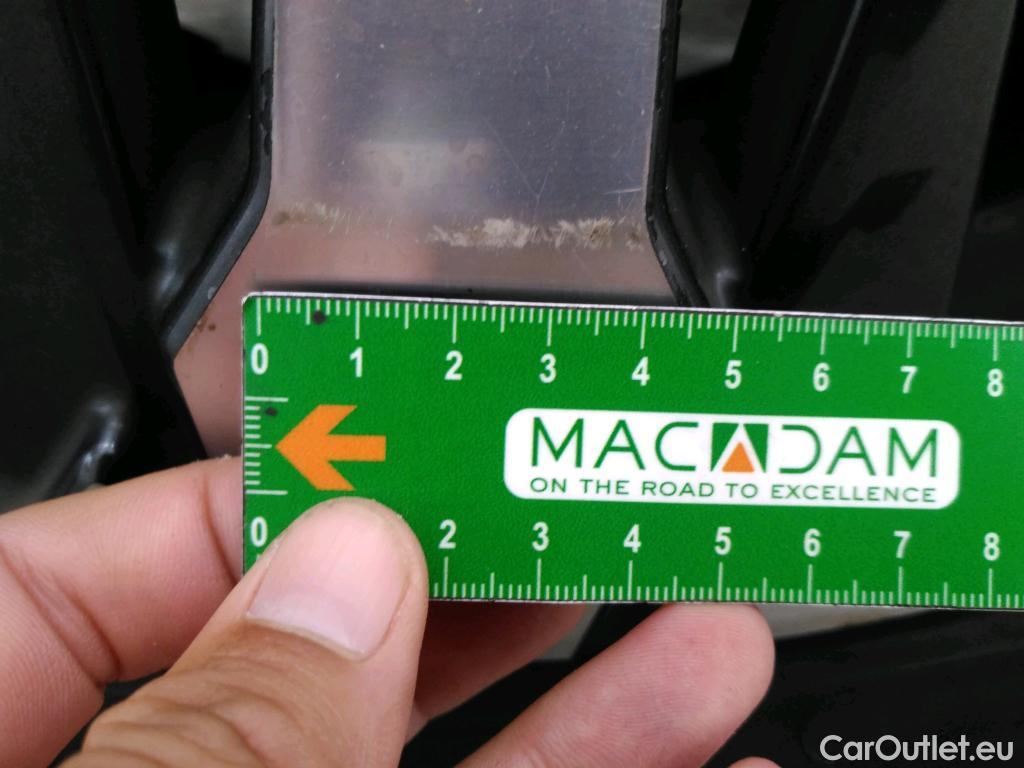 0 1 2 3 4 5 6 7 8
MACADAM
ON THE ROAD TO EXCELLENCE
0 2 3 4 5 6 7 8
CarOutlet.eu